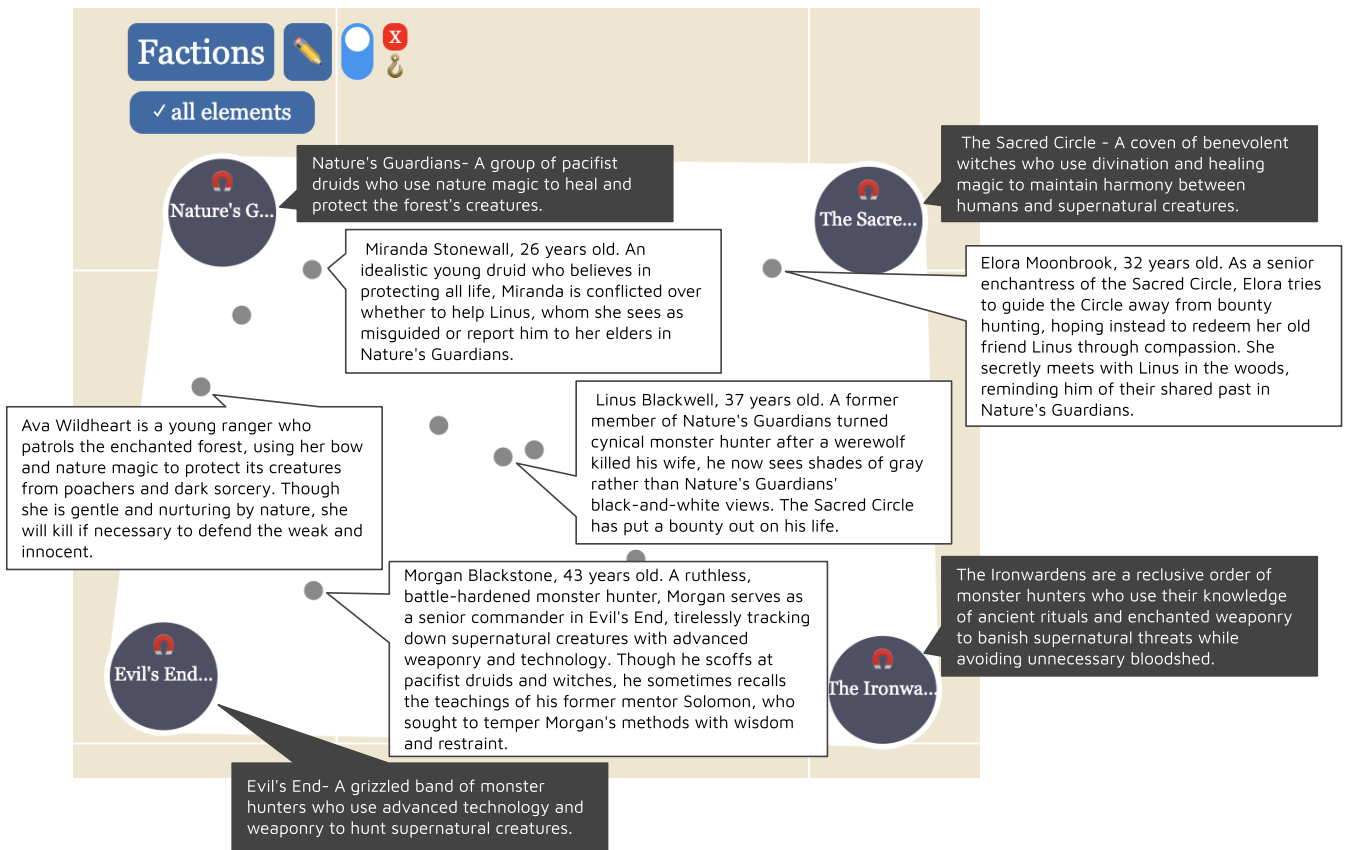 Factions
X
✓ all elements
Nature's G...
Nature's Guardians- A group of pacifist
druids who use nature magic to heal and
protect the forest's creatures.
The Sacre...
The Sacred Circle - A coven of benevolent
witches who use divination and healing
magic to maintain harmony between
humans and supernatural creatures.
Miranda Stonewall, 26 years old. An
idealistic young druid who believes in
protecting all life, Miranda is conflicted over
whether to help Linus, whom she sees as
misguided or report him to her elders in
Nature's Guardians.
Elora Moonbrook, 32 years old. As a senior
enchantress of the Sacred Circle, Elora tries
to guide the Circle away from bounty
hunting, hoping instead to redeem her old
friend Linus through compassion. She
secretly meets with Linus in the woods,
reminding him of their shared past in
Nature's Guardians.
Ava Wildheart is a young ranger who
patrols the enchanted forest, using her bow
and nature magic to protect its creatures
from poachers and dark sorcery. Though
she is gentle and nurturing by nature, she
will kill if necessary to defend the weak and
innocent.
Linus Blackwell, 37 years old. A former
member of Nature's Guardians turned
cynical monster hunter after a werewolf
killed his wife, he now sees shades of gray
rather than Nature's Guardians'
black-and-white views. The Sacred Circle
has put a bounty out on his life.
Morgan Blackstone, 43 years old. A ruthless,
battle-hardened monster hunter, Morgan serves as
a senior commander in Evil's End, tirelessly tracking
down supernatural creatures with advanced
weaponry and technology. Though he scoffs at
pacifist druids and witches, he sometimes recalls
the teachings of his former mentor Solomon, who
sought to temper Morgan's methods with wisdom
and restraint.
The Ironwardens are a reclusive order of
monster hunters who use their knowledge
of ancient rituals and enchanted weaponry
to banish supernatural threats while
avoiding unnecessary bloodshed.
Evil's End...
The Ironwa...
Evil's End- A grizzled band of monster
hunters who use advanced technology and
weaponry to hunt supernatural creatures.